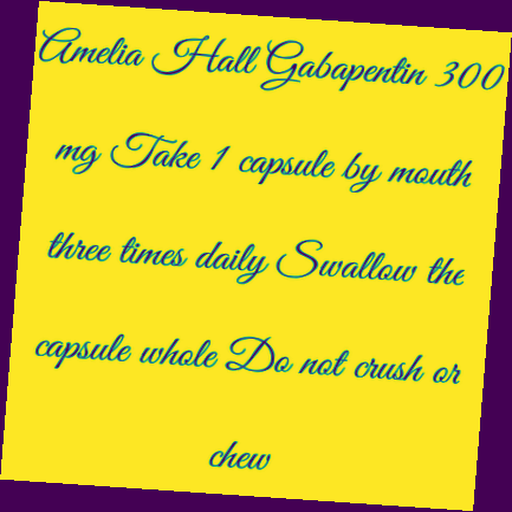 Amelia Hall Gabapentin 300
mg Take 1 capsule by mouth
three times daily Swallow the
capsule whole Do not crush or
chew